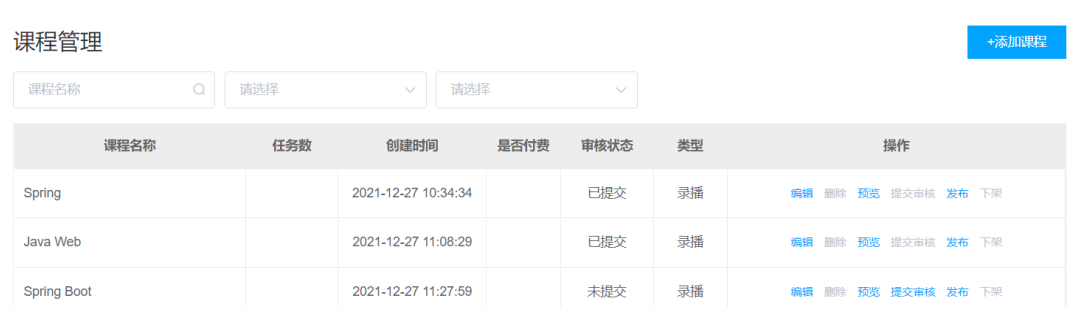 课程管理
+添加课程
课程名称 请选择 请选择
课程名称 任务数 创建时间 是否付费 审核状态 类型 操作
Spring 2021-12-27 10:34:34 已提交 录播 编辑 删除 预览 提交审核 发布 下架
Java Web 2021-12-27 11:08:29 已提交 录播 编辑 删除 预览 提交审核 发布 下架
Spring Boot 2021-12-27 11:27:59 未提交 录播 编辑 删除 预览 提交审核 发布 下架